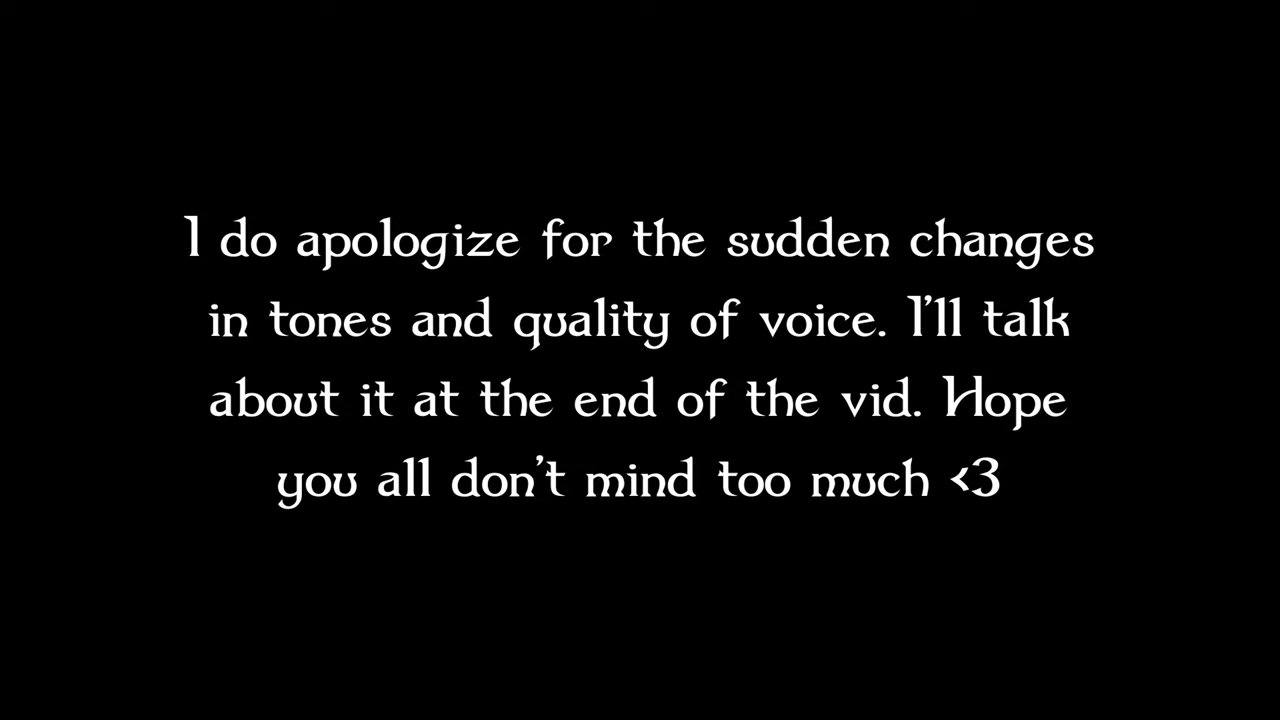 I do apologize for the sudden changes
in tones and quality of voice. I'll talk
about it at the end of the vid. Hope
you all don't mind too much <3